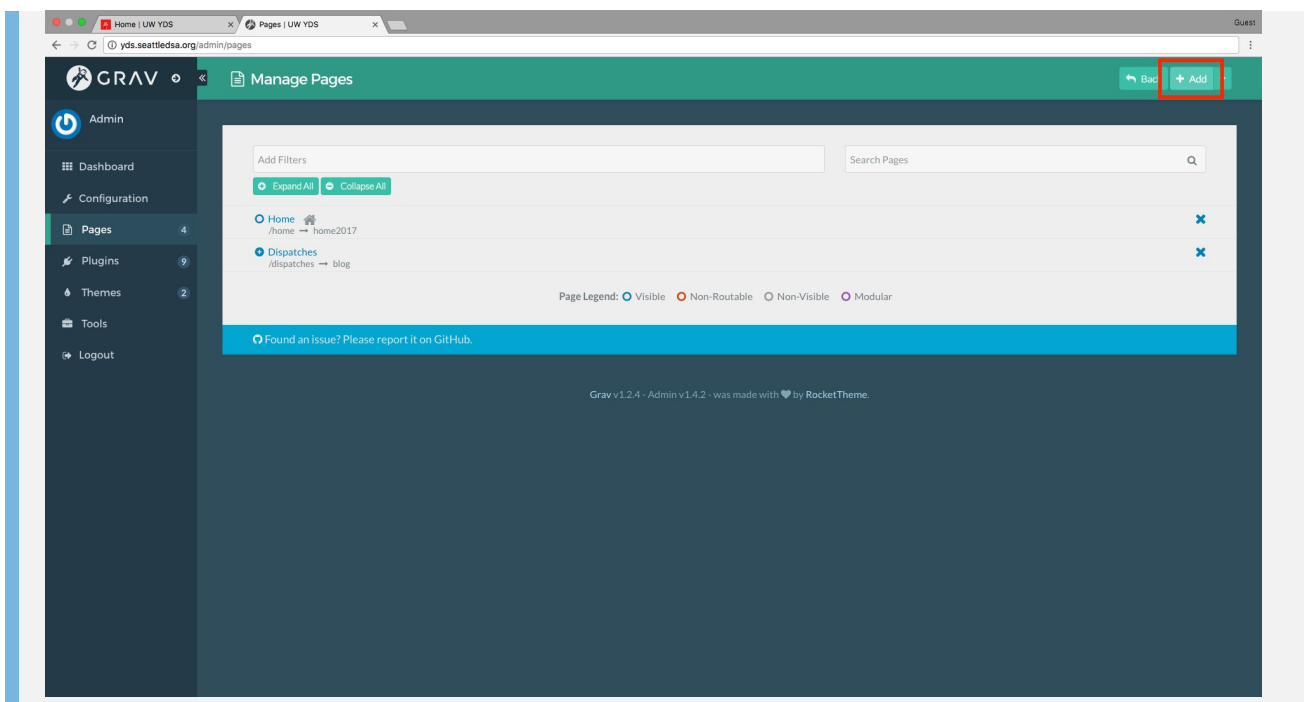 Home | UW YDS
Pages | UW YDS
Guest
yds.seattledsa.org/admin/pages
GRAV
Manage Pages
Back
+ Add
Admin
Dashboard
Configuration
Pages 4
Plugins 9
Themes 2
Tools
Logout
Add Filters
Search Pages
Expand All
Collapse All
Home
/home → home2017
Dispatches
/dispatches → blog
Page Legend: Visible Non-Routable Non-Visible Modular
Found an issue? Please report it on GitHub.
Grav v1.2.4 - Admin v1.4.2 - was made with by RocketTheme.